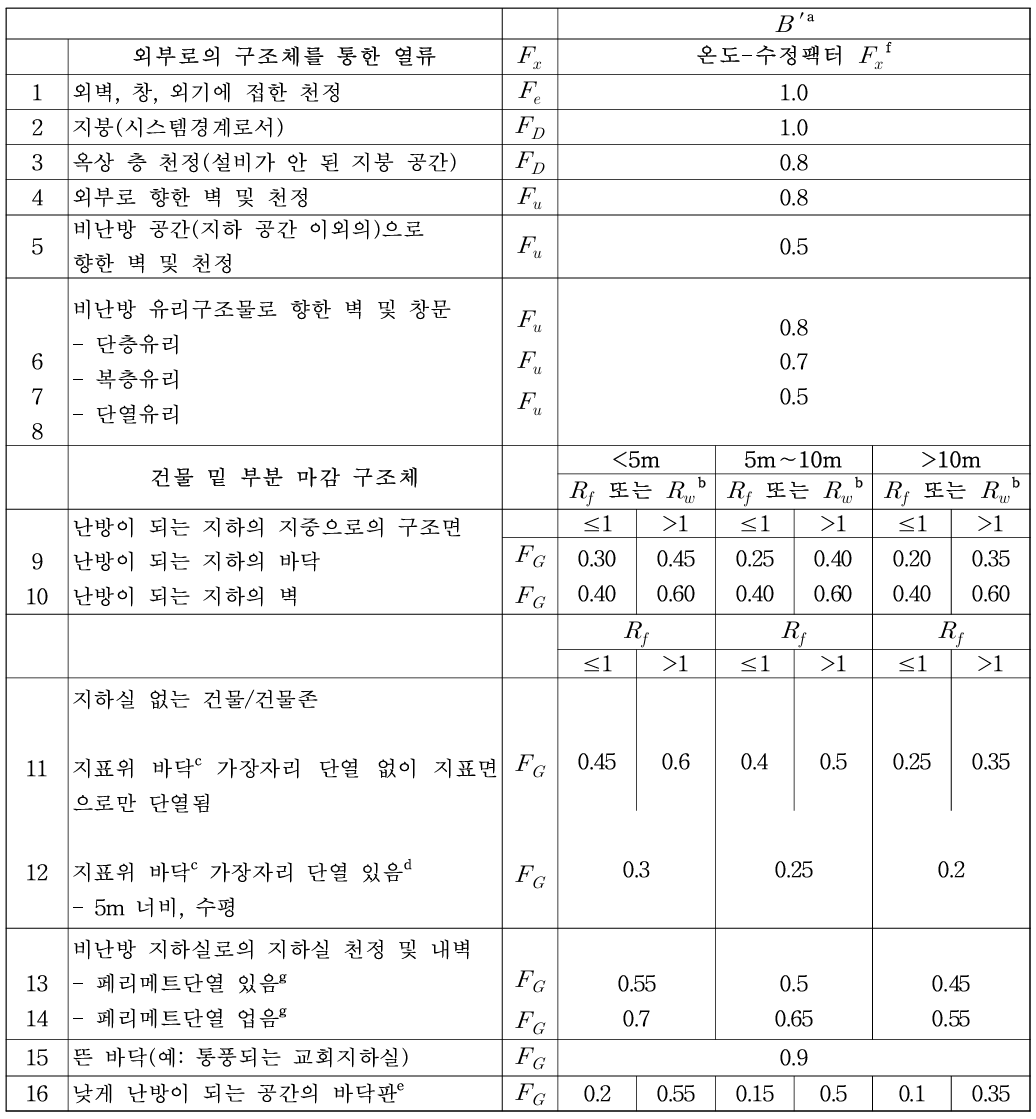 B′ᵃ
외부로의 구조체를 통한 열류 Fₓ 온도-수정팩터 Fₓᶠ
1 외벽, 창, 외기에 접한 천정 F_e 1.0
2 지붕(시스템경계로서) F_D 1.0
3 옥상 층 천정(설비가 안 된 지붕 공간) F_D 0.8
4 외부로 향한 벽 및 천정 F_u 0.8
비난방 공간(지하 공간 이외의)으로
5 향한 벽 및 천정 F_u 0.5
비난방 유리구조물로 향한 벽 및 창문
6 - 단층유리 F_u 0.8
7 - 복층유리 F_u 0.7
8 - 단열유리 F_u 0.5
건물 밑 부분 마감 구조체 <5m 5m~10m >10m
R_f 또는 R_wᵇ R_f 또는 R_wᵇ R_f 또는 R_wᵇ
난방이 되는 지하의 지중으로의 구조면 ≤1 >1 ≤1 >1 ≤1 >1
9 난방이 되는 지하의 바닥 F_G 0.30 0.45 0.25 0.40 0.20 0.35
10 난방이 되는 지하의 벽 F_G 0.40 0.60 0.40 0.60 0.40 0.60
R_f R_f R_f
≤1 >1 ≤1 >1 ≤1 >1
지하실 없는 건물/건물존
11 지표위 바닥ᶜ 가장자리 단열 없이 지표면 F_G 0.45 0.6 0.4 0.5 0.25 0.35
으로만 단열됨
12 지표위 바닥ᶜ 가장자리 단열 있음ᵈ F_G 0.3 0.25 0.2
- 5m 너비, 수평
비난방 지하실로의 지하실 천정 및 내벽
13 - 페리메트단열 있음ᵍ F_G 0.55 0.5 0.45
14 - 페리메트단열 업음ᵍ F_G 0.7 0.65 0.55
15 뜬 바닥(예: 통풍되는 교회지하실) F_G 0.9
16 낮게 난방이 되는 공간의 바닥판ᵉ F_G 0.2 0.55 0.15 0.5 0.1 0.35